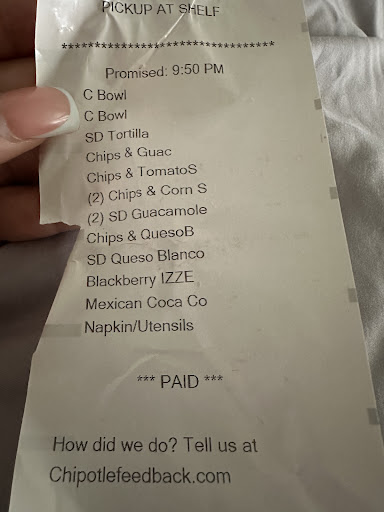 PICKUP AT SHELF
*********************************
Promised: 9:50 PM
C Bowl
C Bowl
SD Tortilla
Chips & Guac
Chips & TomatoS
(2) Chips & Corn S
(2) SD Guacamole
Chips & QuesoB
SD Queso Blanco
Blackberry IZZE
Mexican Coca Co
Napkin/Utensils
*** PAID ***
How did we do? Tell us at
Chipotlefeedback.com